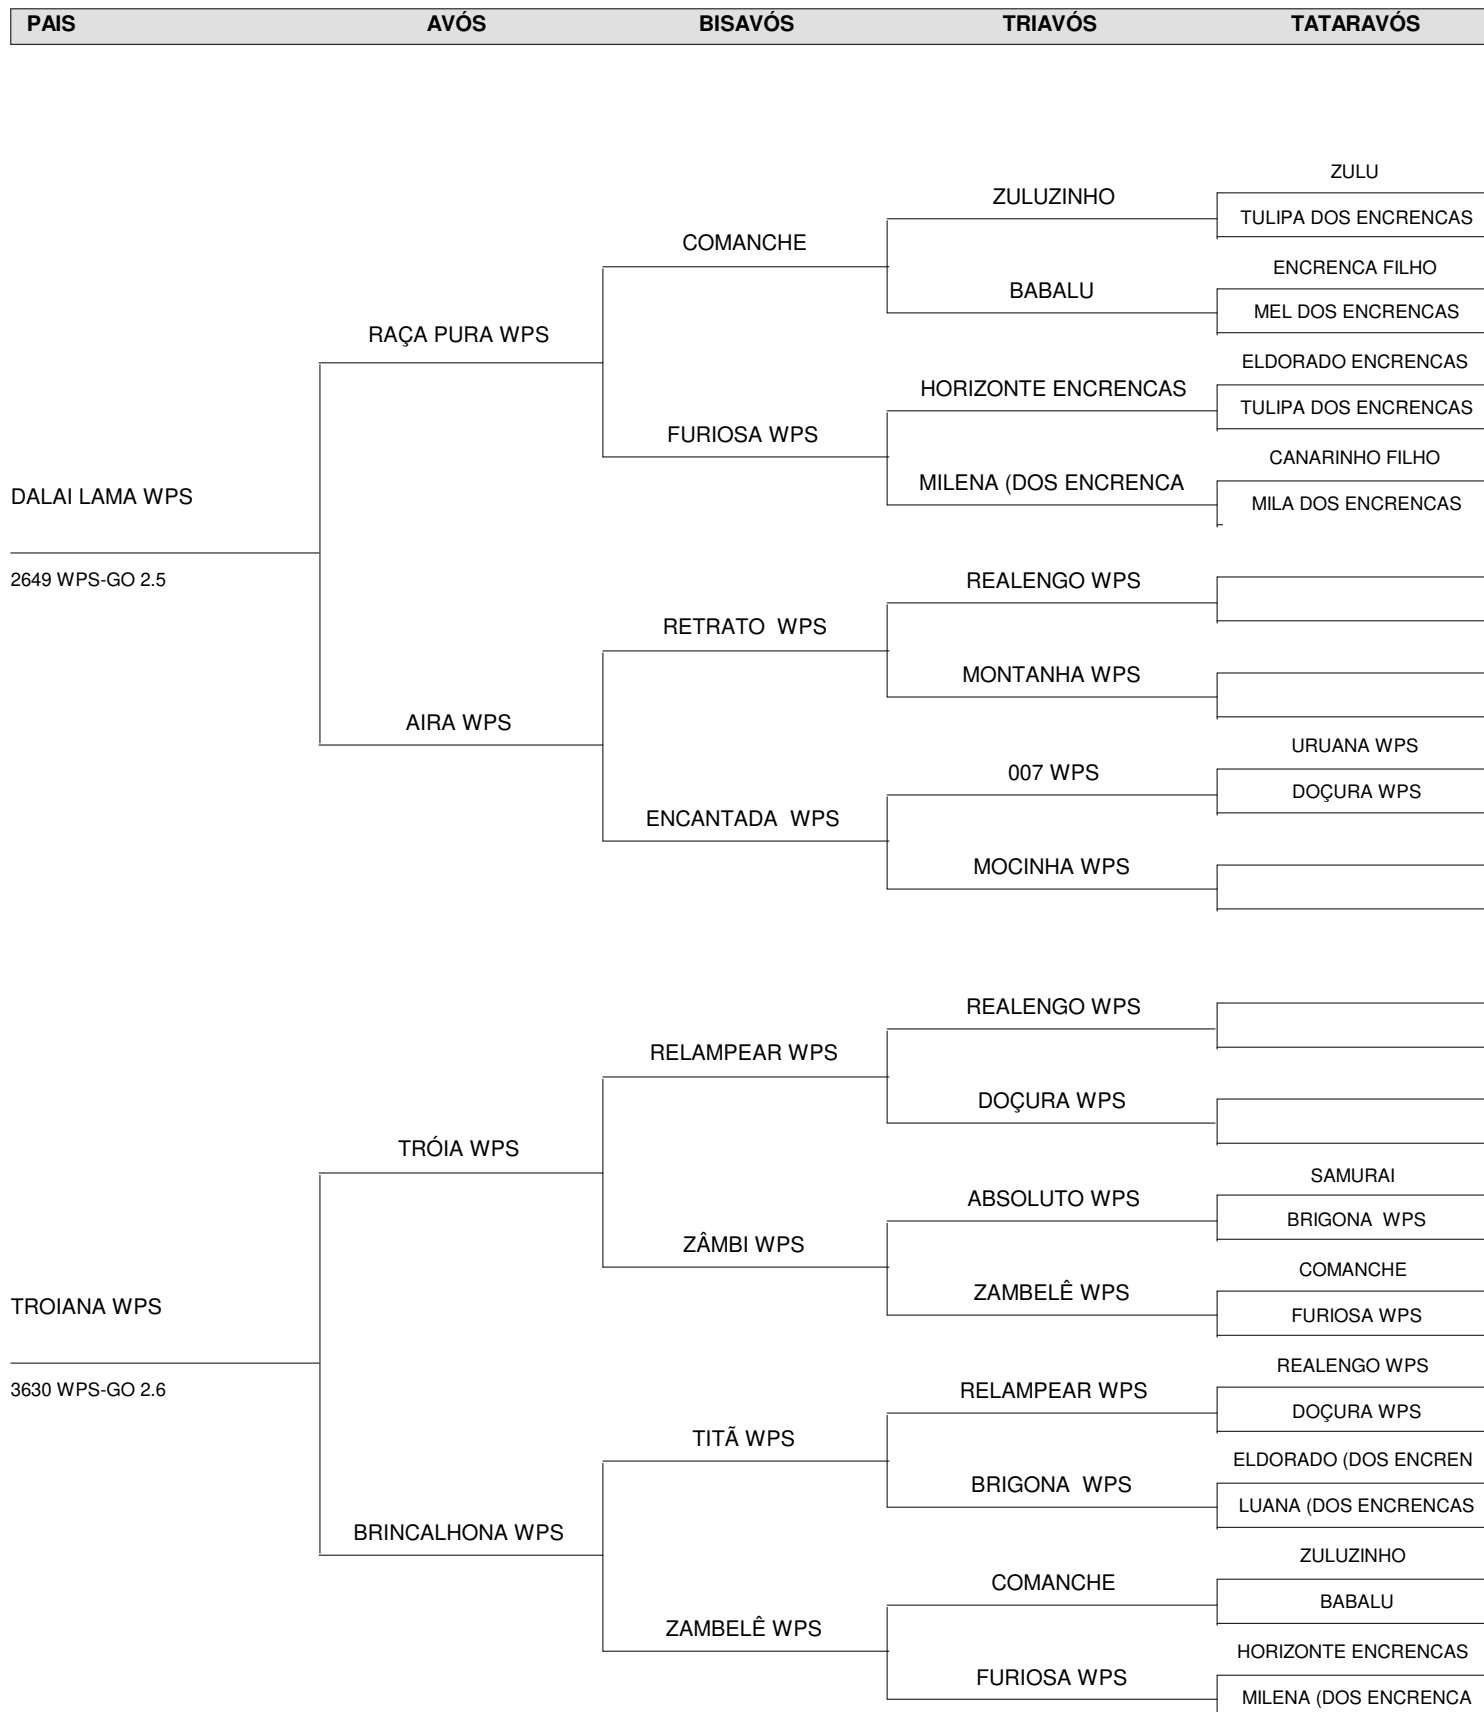 PAIS AVÓS BISAVÓS TRIAVÓS TATARAVÓS
ZULU
ZULUZINHO
TULIPA DOS ENCRENCAS
COMANCHE
ENCRENCA FILHO
BABALU
MEL DOS ENCRENCAS
RAÇA PURA WPS
ELDORADO ENCRENCAS
HORIZONTE ENCRENCAS
TULIPA DOS ENCRENCAS
FURIOSA WPS
CANARINHO FILHO
MILENA (DOS ENCRENCA
DALAI LAMA WPS
MILA DOS ENCRENCAS
2649 WPS-GO 2.5
REALENGO WPS
RETRATO WPS
MONTANHA WPS
AIRA WPS
URUANA WPS
007 WPS
DOÇURA WPS
ENCANTADA WPS
MOCINHA WPS
REALENGO WPS
RELAMPEAR WPS
DOÇURA WPS
TRÓIA WPS
SAMURAI
ABSOLUTO WPS
BRIGONA WPS
ZÂMBI WPS
COMANCHE
ZAMBELÊ WPS
TROIANA WPS
FURIOSA WPS
REALENGO WPS
3630 WPS-GO 2.6
RELAMPEAR WPS
DOÇURA WPS
TITÃ WPS
ELDORADO (DOS ENCREN
BRIGONA WPS
LUANA (DOS ENCRENCAS
BRINCALHONA WPS
ZULUZINHO
COMANCHE
BABALU
ZAMBELÊ WPS
HORIZONTE ENCRENCAS
FURIOSA WPS
MILENA (DOS ENCRENCA